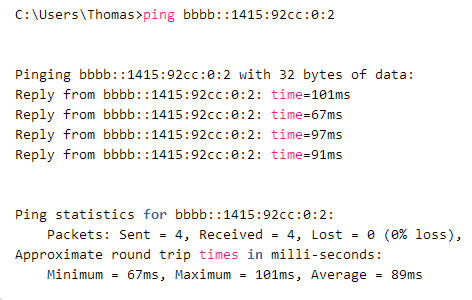 C:\Users\Thomas>ping bbbb::1415:92cc:0:2
Pinging bbbb::1415:92cc:0:2 with 32 bytes of data:
Reply from bbbb::1415:92cc:0:2: time=101ms
Reply from bbbb::1415:92cc:0:2: time=67ms
Reply from bbbb::1415:92cc:0:2: time=97ms
Reply from bbbb::1415:92cc:0:2: time=91ms
Ping statistics for bbbb::1415:92cc:0:2:
    Packets: Sent = 4, Received = 4, Lost = 0 (0% loss),
Approximate round trip times in milli-seconds:
    Minimum = 67ms, Maximum = 101ms, Average = 89ms